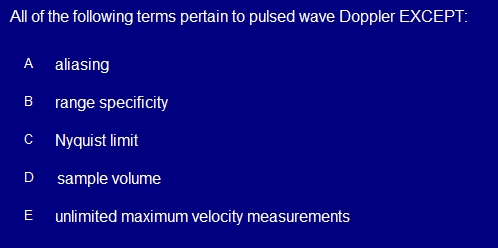 All of the following terms pertain to pulsed wave Doppler EXCEPT:
A aliasing
B range specificity
C Nyquist limit
D sample volume
E unlimited maximum velocity measurements